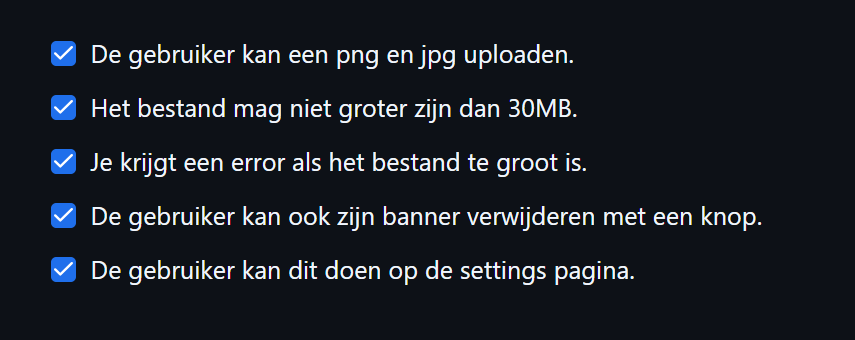 De gebruiker kan een png en jpg uploaden.
Het bestand mag niet groter zijn dan 30MB.
Je krijgt een error als het bestand te groot is.
De gebruiker kan ook zijn banner verwijderen met een knop.
De gebruiker kan dit doen op de settings pagina.